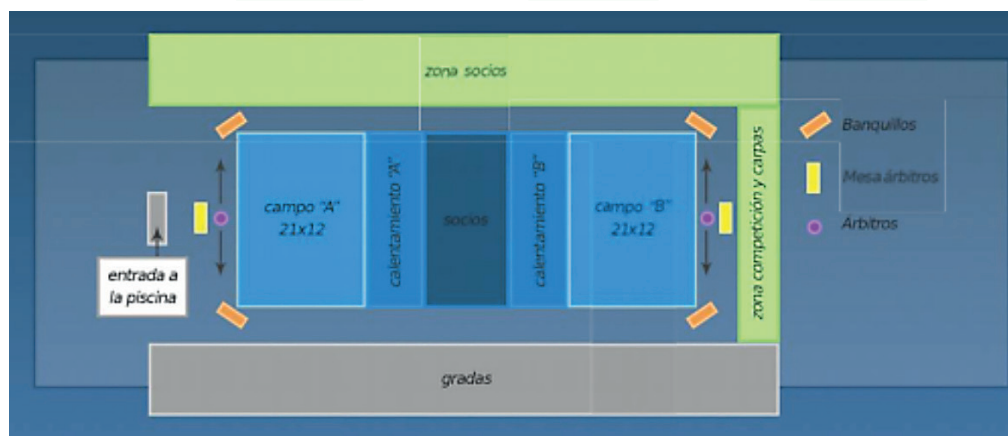 zona socios
Banquillos
Mesa árbitros
Arbitros
campo "A"
21x12
calentamiento "A"
socios
calentamiento "B"
campo "B"
21x12
zona competición y carpas
entrada a
la piscina
gradas